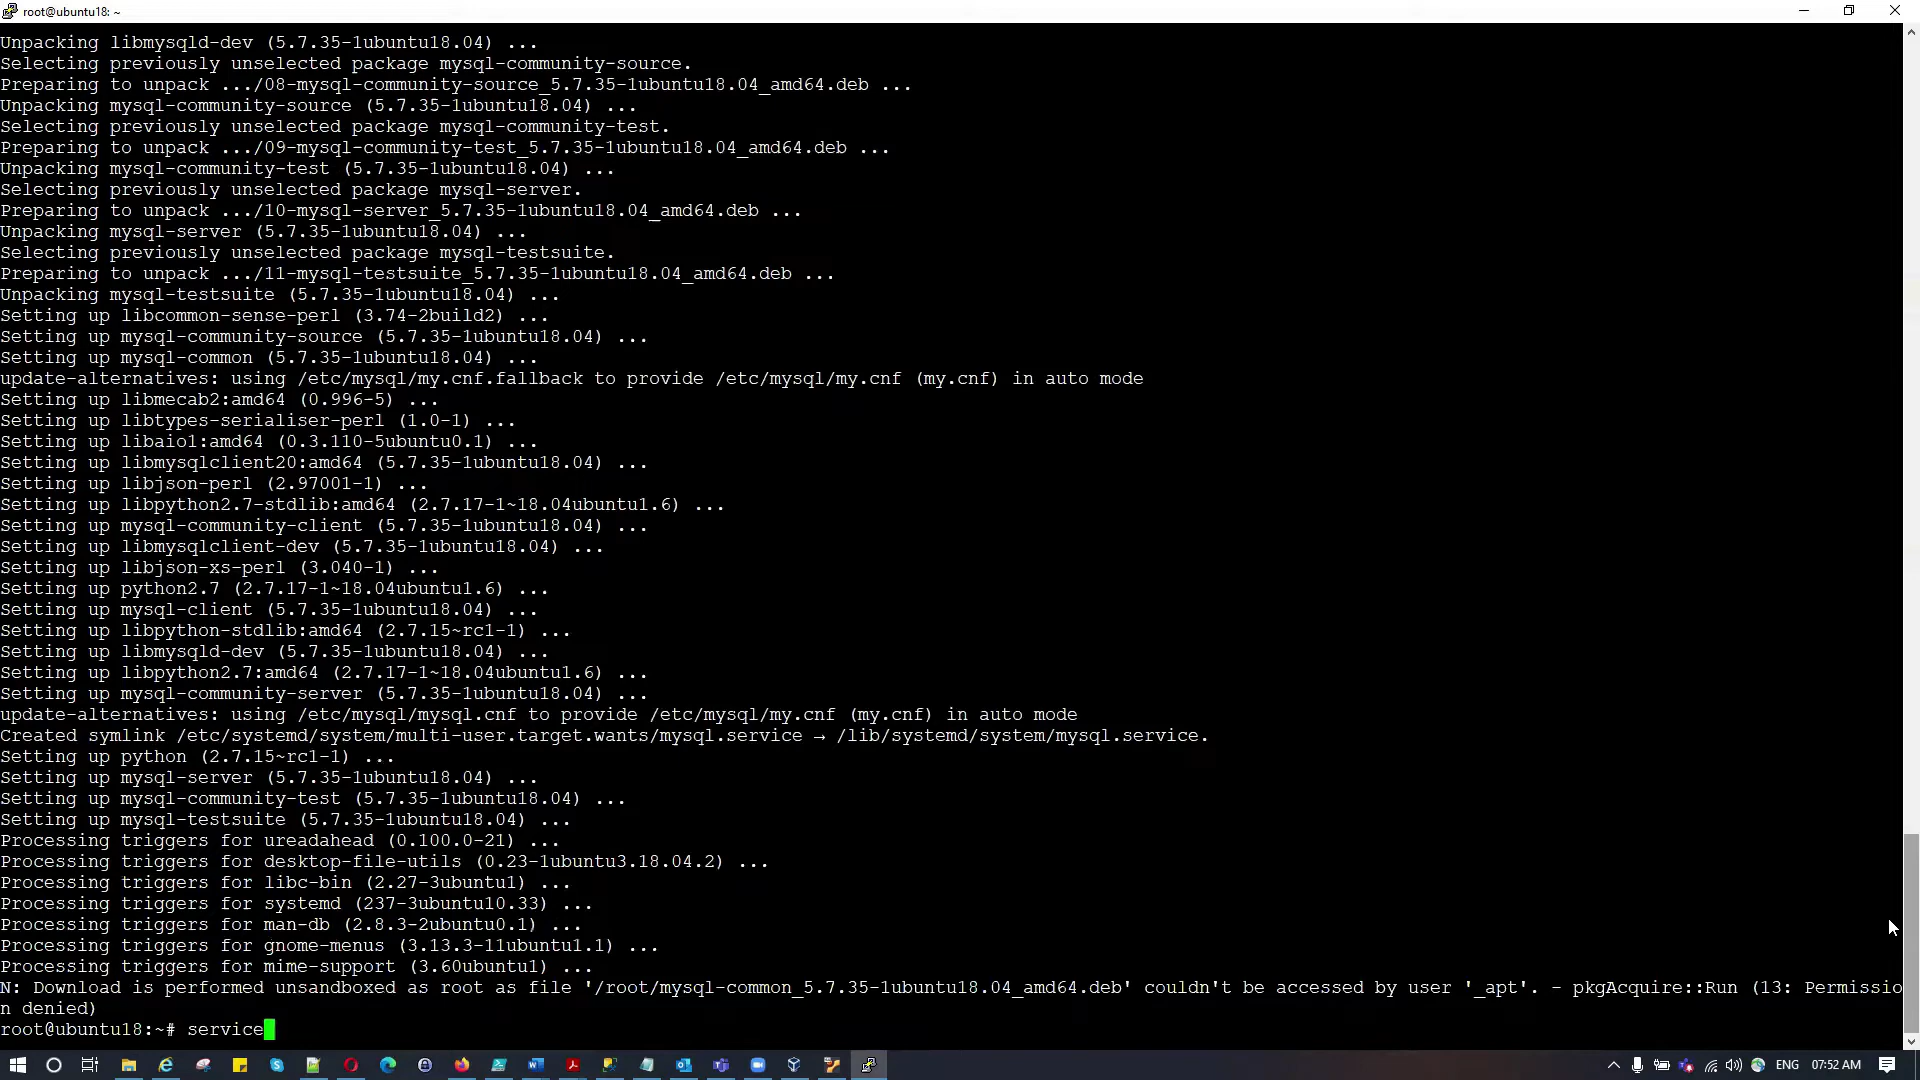 root@ubuntu18: ~
Unpacking libmysqld-dev (5.7.35-1ubuntu18.04) ...
Selecting previously unselected package mysql-community-source.
Preparing to unpack .../08-mysql-community-source_5.7.35-1ubuntu18.04_amd64.deb ...
Unpacking mysql-community-source (5.7.35-1ubuntu18.04) ...
Selecting previously unselected package mysql-community-test.
Preparing to unpack .../09-mysql-community-test_5.7.35-1ubuntu18.04_amd64.deb ...
Unpacking mysql-community-test (5.7.35-1ubuntu18.04) ...
Selecting previously unselected package mysql-server.
Preparing to unpack .../10-mysql-server_5.7.35-1ubuntu18.04_amd64.deb ...
Unpacking mysql-server (5.7.35-1ubuntu18.04) ...
Selecting previously unselected package mysql-testsuite.
Preparing to unpack .../11-mysql-testsuite_5.7.35-1ubuntu18.04_amd64.deb ...
Unpacking mysql-testsuite (5.7.35-1ubuntu18.04) ...
Setting up libcommon-sense-perl (3.74-2build2) ...
Setting up mysql-community-source (5.7.35-1ubuntu18.04) ...
Setting up mysql-common (5.7.35-1ubuntu18.04) ...
update-alternatives: using /etc/mysql/my.cnf.fallback to provide /etc/mysql/my.cnf (my.cnf) in auto mode
Setting up libmecab2:amd64 (0.996-5) ...
Setting up libtypes-serialiser-perl (1.0-1) ...
Setting up libaio1:amd64 (0.3.110-5ubuntu0.1) ...
Setting up libmysqlclient20:amd64 (5.7.35-1ubuntu18.04) ...
Setting up libjson-perl (2.97001-1) ...
Setting up libpython2.7-stdlib:amd64 (2.7.17-1~18.04ubuntu1.6) ...
Setting up mysql-community-client (5.7.35-1ubuntu18.04) ...
Setting up libmysqlclient-dev (5.7.35-1ubuntu18.04) ...
Setting up libjson-xs-perl (3.040-1) ...
Setting up python2.7 (2.7.17-1~18.04ubuntu1.6) ...
Setting up mysql-client (5.7.35-1ubuntu18.04) ...
Setting up libpython-stdlib:amd64 (2.7.15~rc1-1) ...
Setting up libmysqld-dev (5.7.35-1ubuntu18.04) ...
Setting up libpython2.7:amd64 (2.7.17-1~18.04ubuntu1.6) ...
Setting up mysql-community-server (5.7.35-1ubuntu18.04) ...
update-alternatives: using /etc/mysql/mysql.cnf to provide /etc/mysql/my.cnf (my.cnf) in auto mode
Created symlink /etc/systemd/system/multi-user.target.wants/mysql.service → /lib/systemd/system/mysql.service.
Setting up python (2.7.15~rc1-1) ...
Setting up mysql-server (5.7.35-1ubuntu18.04) ...
Setting up mysql-community-test (5.7.35-1ubuntu18.04) ...
Setting up mysql-testsuite (5.7.35-1ubuntu18.04) ...
Processing triggers for ureadahead (0.100.0-21) ...
Processing triggers for desktop-file-utils (0.23-1ubuntu3.18.04.2) ...
Processing triggers for libc-bin (2.27-3ubuntu1) ...
Processing triggers for systemd (237-3ubuntu10.33) ...
Processing triggers for man-db (2.8.3-2ubuntu0.1) ...
Processing triggers for gnome-menus (3.13.3-11ubuntu1.1) ...
Processing triggers for mime-support (3.60ubuntu1) ...
N: Download is performed unsandboxed as root as file '/root/mysql-common_5.7.35-1ubuntu18.04_amd64.deb' couldn't be accessed by user '_apt'. - pkgAcquire::Run (13: Permissio
n denied)
root@ubuntu18:~# service
ENG 07:52 AM